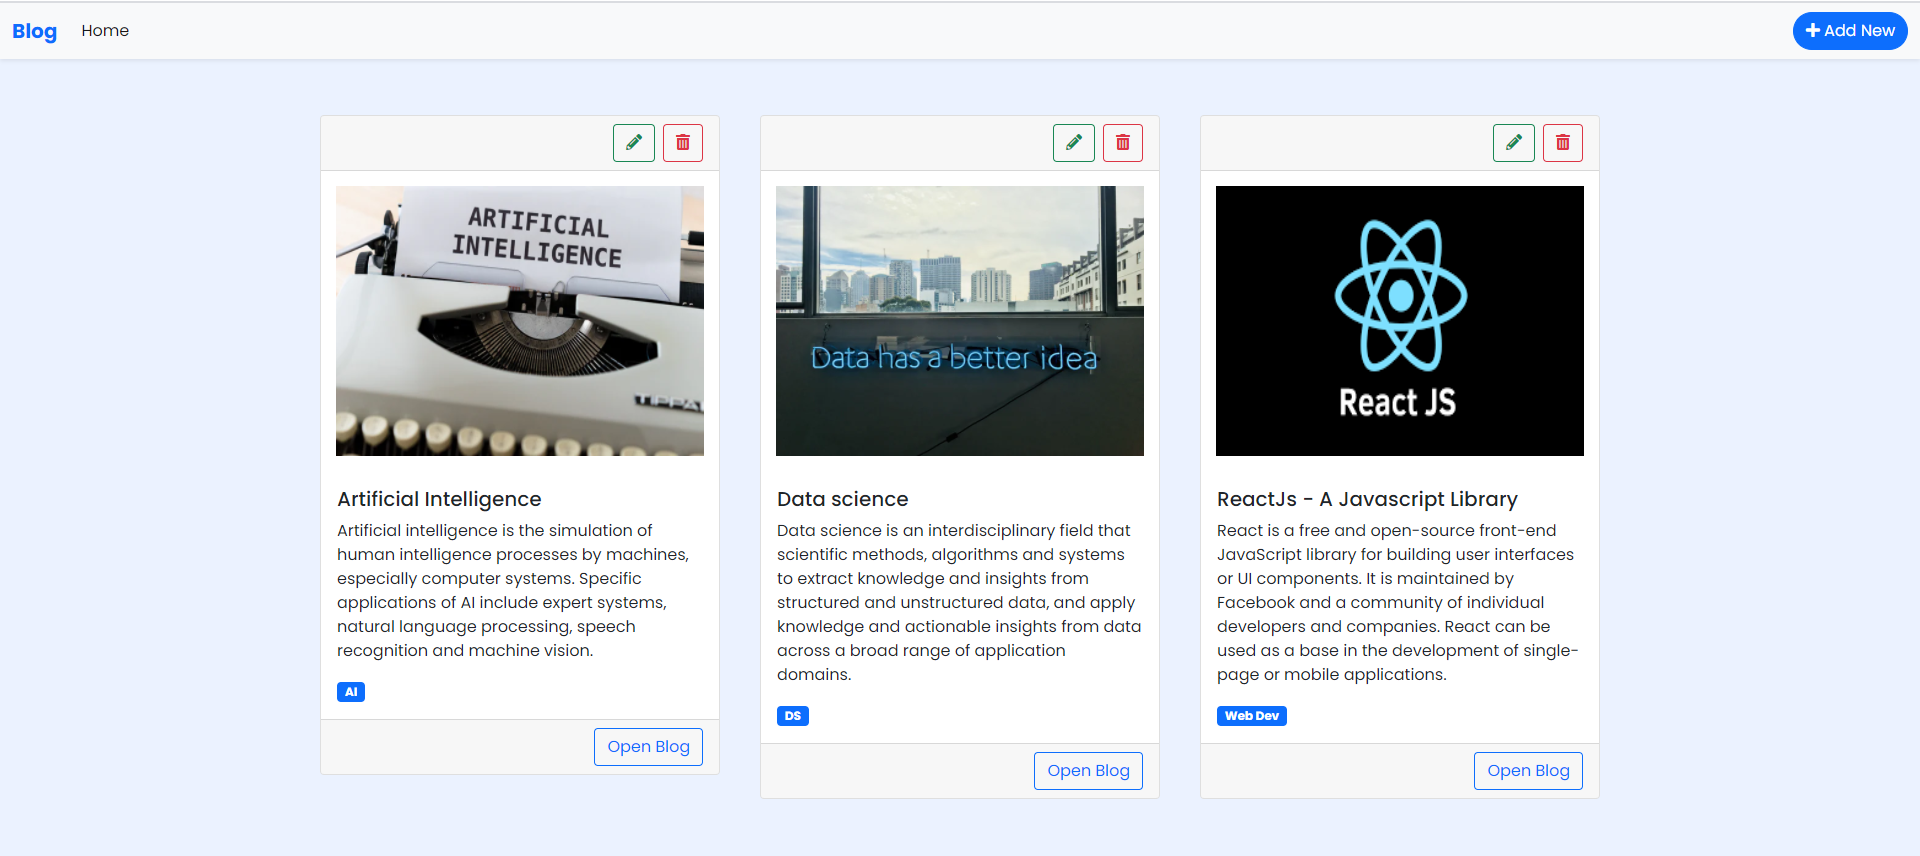 Blog
Home
Add New
ARTIFICIAL
INTELLIGENCE
Artificial Intelligence
Artificial intelligence is the simulation of
human intelligence processes by machines,
especially computer systems. Specific
applications of AI include expert systems,
natural language processing, speech
recognition and machine vision.
AI
Open Blog
Data has a better idea
Data science
Data science is an interdisciplinary field that
scientific methods, algorithms and systems
to extract knowledge and insights from
structured and unstructured data, and apply
knowledge and actionable insights from data
across a broad range of application
domains.
DS
Open Blog
React JS
ReactJs - A Javascript Library
React is a free and open-source front-end
JavaScript library for building user interfaces
or UI components. It is maintained by
Facebook and a community of individual
developers and companies. React can be
used as a base in the development of single-
page or mobile applications.
Web Dev
Open Blog